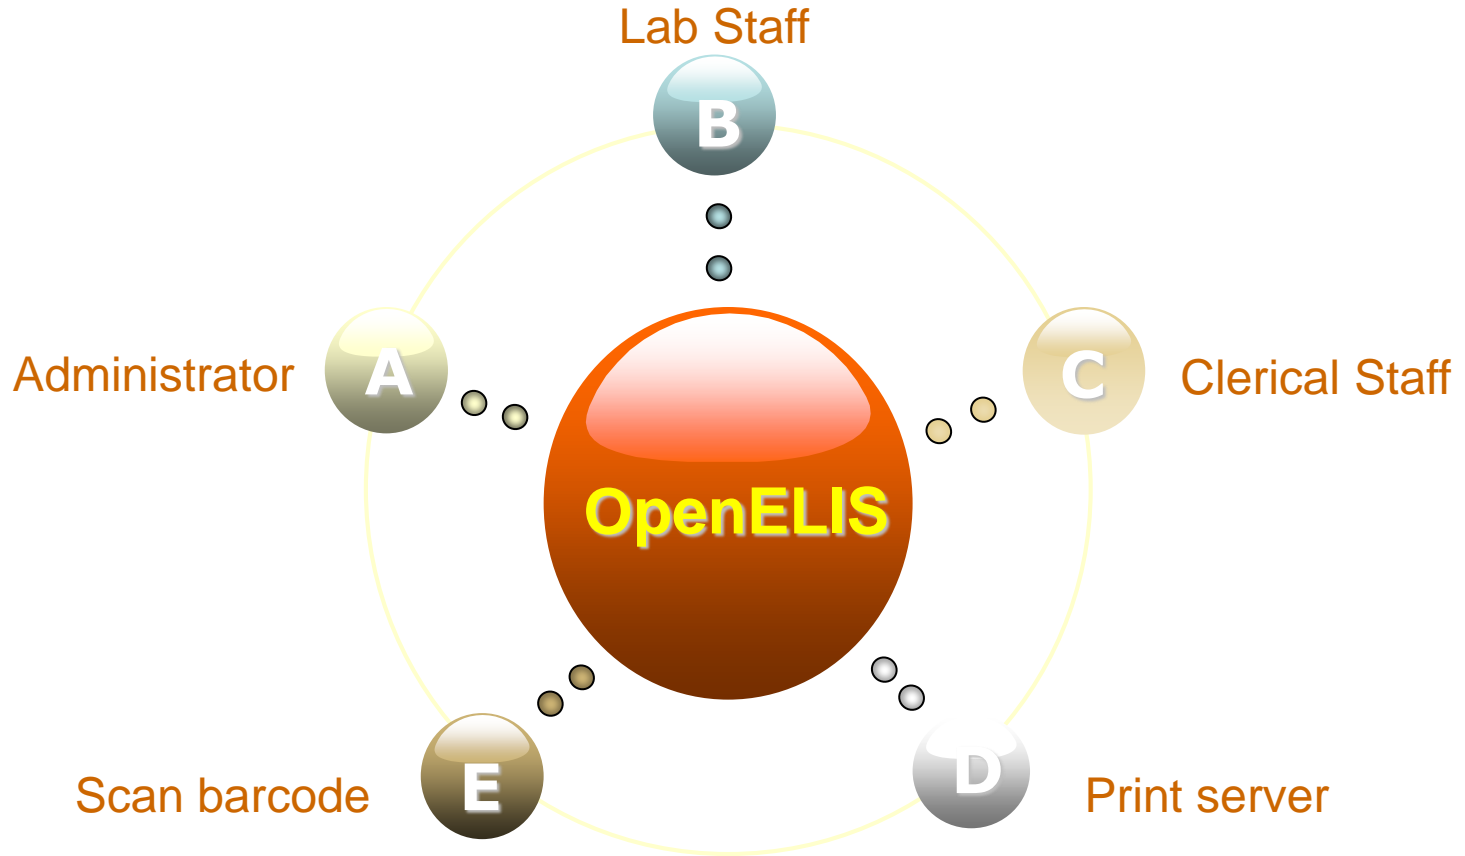 Lab Staff
B
Administrator
A
C
Clerical Staff
OpenELIS
Scan barcode
E
D
Print server